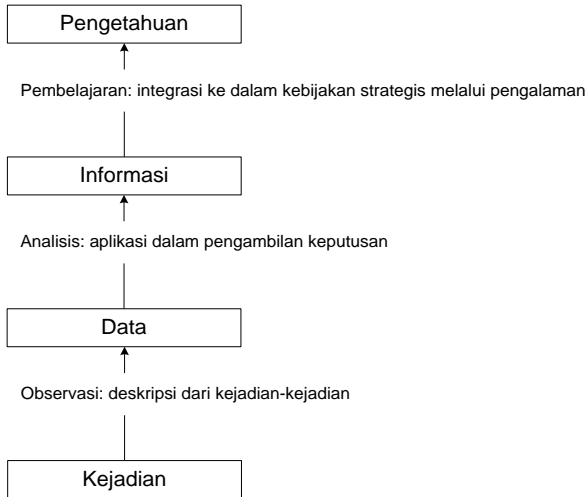 Pengetahuan
Pembelajaran: integrasi ke dalam kebijakan strategis melalui pengalaman
Informasi
Analisis: aplikasi dalam pengambilan keputusan
Data
Observasi: deskripsi dari kejadian-kejadian
Kejadian